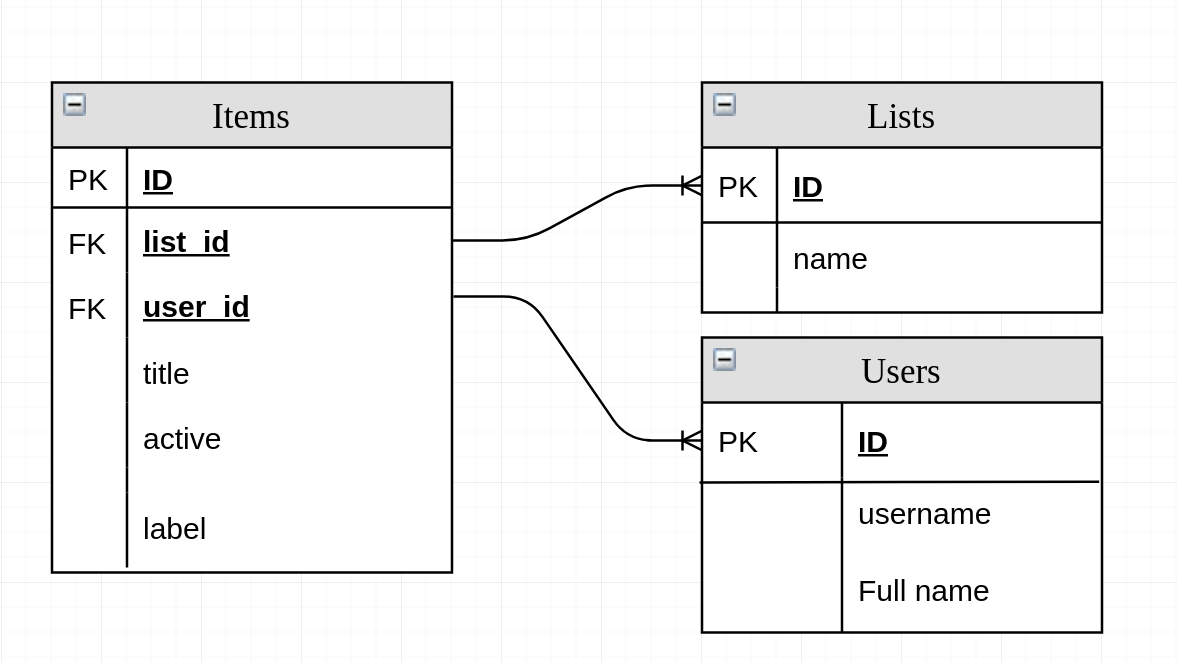 Items
PK ID
FK list_id
FK user_id
title
active
label
Lists
PK ID
name
Users
PK ID
username
Full name